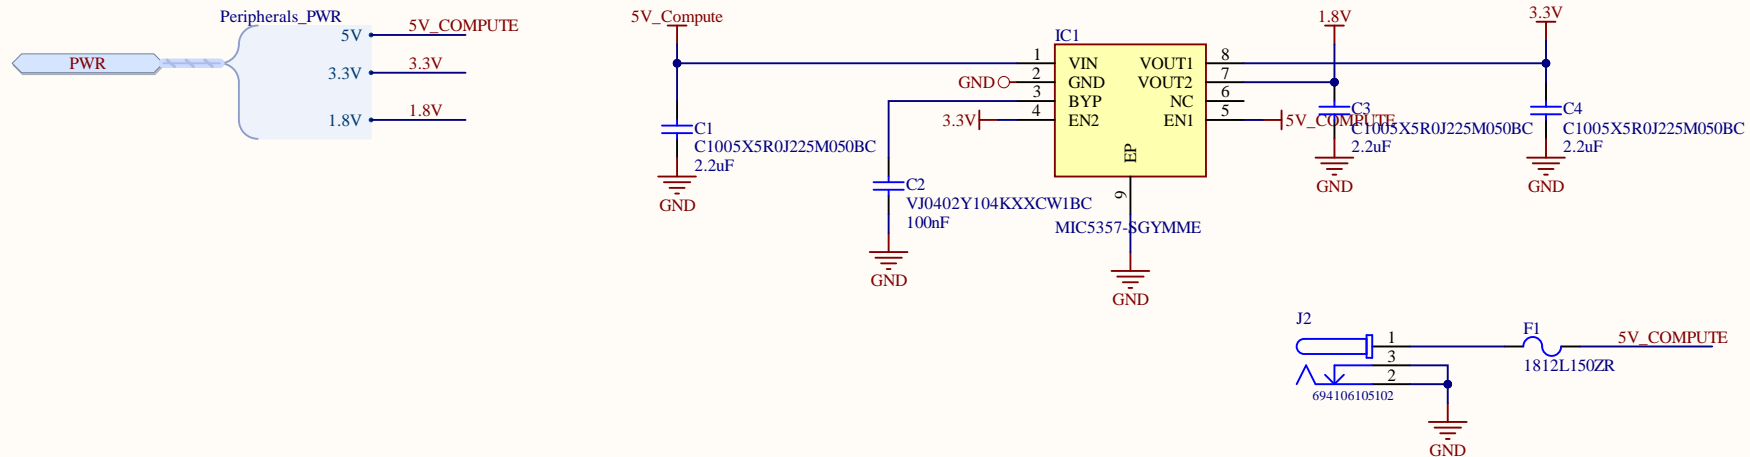 Peripherals_PWR
PWR
5V
5V_COMPUTE
3.3V
3.3V
1.8V
1.8V
5V_Compute
C1
C1005X5R0J225M050BC
2.2uF
GND
IC1
1
VIN
2
GND
GND
3
BYP
4
EN2
3.3V
VOUT1
8
VOUT2
7
NC
6
EN1
5
5V_COMPUTE
EP
9
MIC5357-SGYMME
GND
C2
VJ0402Y104KXXCW1BC
100nF
GND
1.8V
C3
C1005X5R0J225M050BC
2.2uF
GND
3.3V
C4
C1005X5R0J225M050BC
2.2uF
GND
J2
1
3
2
694106105102
F1
1812L150ZR
5V_COMPUTE
GND